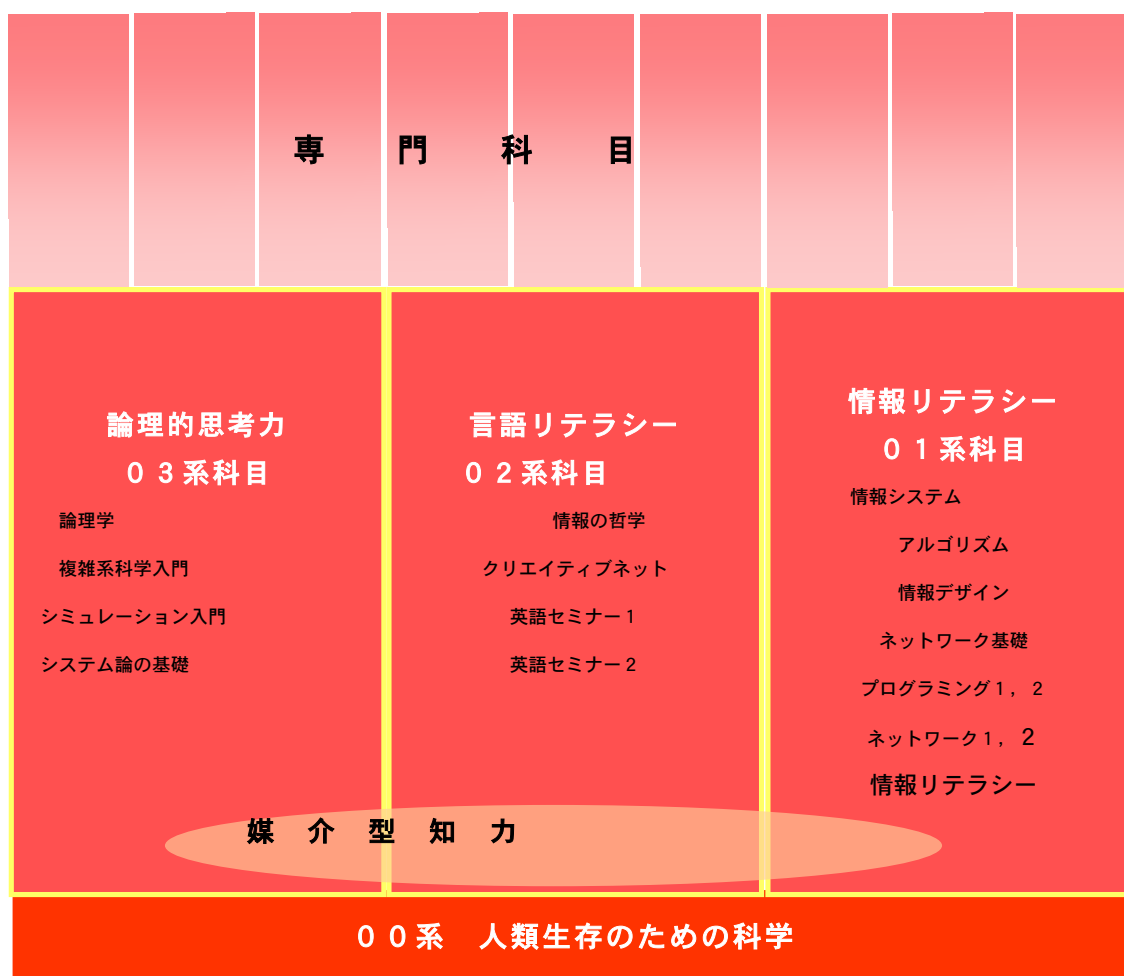 専　門　科　目
論理的思考力
０３系科目
論理学
複雑系科学入門
シミュレーション入門
システム論の基礎
言語リテラシー
０２系科目
情報の哲学
クリエイティブネット
英語セミナー１
英語セミナー２
情報リテラシー
０１系科目
情報システム
アルゴリズム
情報デザイン
ネットワーク基礎
プログラミング１，２
ネットワーク１，２
情報リテラシー
媒　介　型　知　力
００系　人類生存のための科学